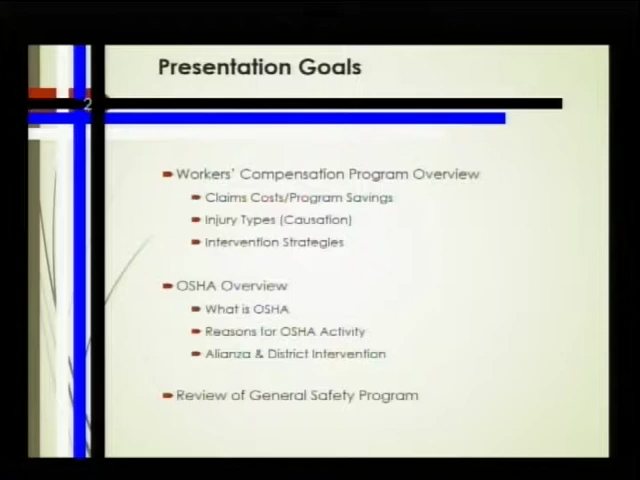 Presentation Goals
2
Workers' Compensation Program Overview
Claims Costs/Program Savings
Injury Types (Causation)
Intervention Strategies
OSHA Overview
What is OSHA
Reasons for OSHA Activity
Alianza & District Intervention
Review of General Safety Program